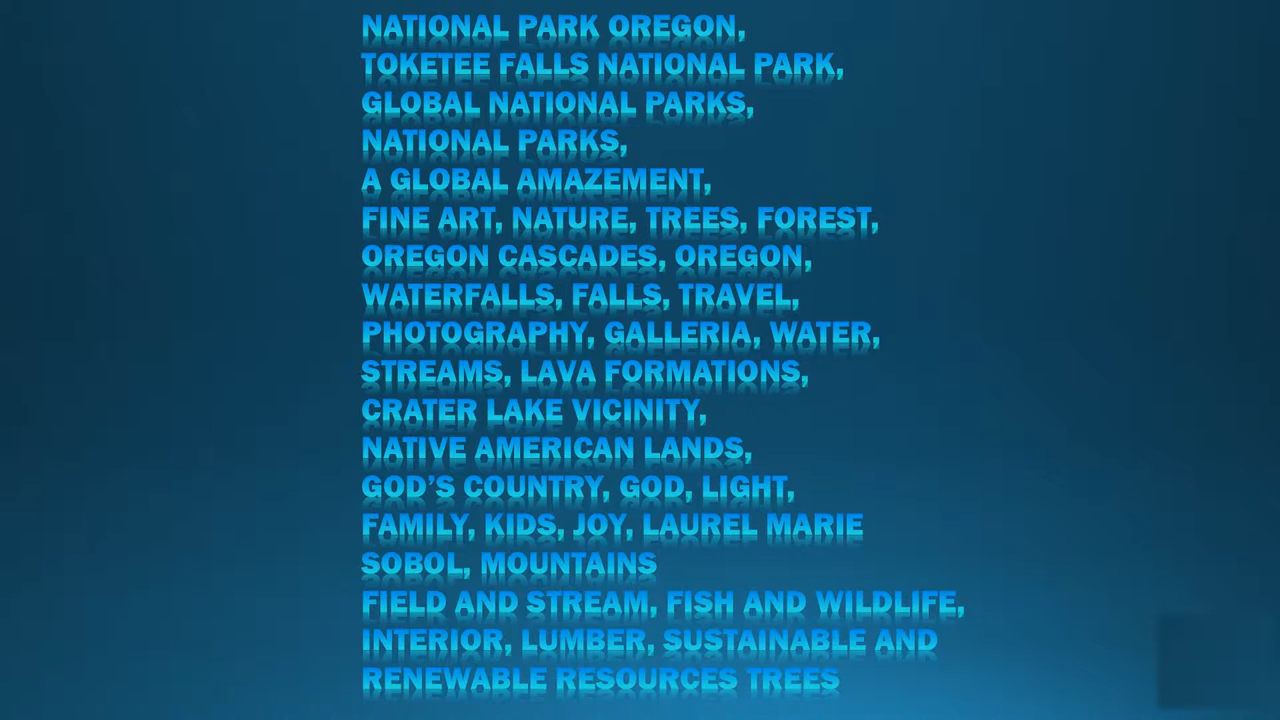 NATIONAL PARK OREGON,
TOKETEE FALLS NATIONAL PARK,
GLOBAL NATIONAL PARKS,
NATIONAL PARKS,
A GLOBAL AMAZEMENT,
FINE ART, NATURE, TREES, FOREST,
OREGON CASCADES, OREGON,
WATERFALLS, FALLS, TRAVEL,
PHOTOGRAPHY, GALLERIA, WATER,
STREAMS, LAVA FORMATIONS,
CRATER LAKE VICINITY,
NATIVE AMERICAN LANDS,
GOD’S COUNTRY, GOD, LIGHT,
FAMILY, KIDS, JOY, LAUREL MARIE
SOBOL, MOUNTAINS
FIELD AND STREAM, FISH AND WILDLIFE,
INTERIOR, LUMBER, SUSTAINABLE AND
RENEWABLE RESOURCES TREES